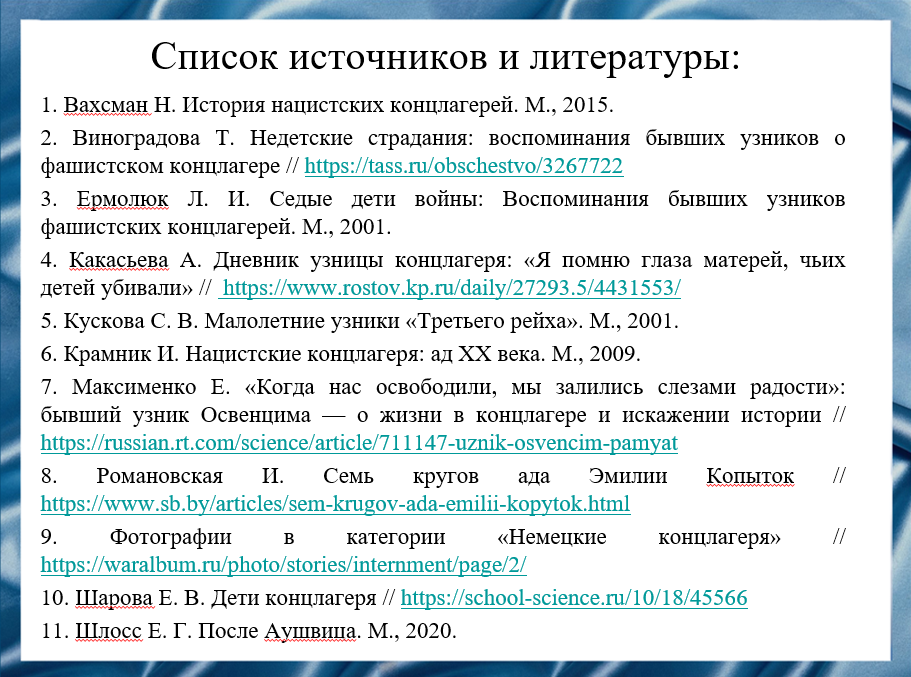 Список источников и литературы:
1. Вахсман Н. История нацистских концлагерей. М., 2015.
2. Виноградова Т. Недетские страдания: воспоминания бывших узников о
фашистском концлагере // https://tass.ru/obschestvo/3267722
3. Ермолюк Л. И. Седые дети войны: Воспоминания бывших узников
фашистских концлагерей. М., 2001.
4. Какасьева А. Дневник узницы концлагеря: «Я помню глаза матерей, чьих
детей убивали» // https://www.rostov.kp.ru/daily/27293.5/4431553/
5. Кускова С. В. Малолетние узники «Третьего рейха». М., 2001.
6. Крамник И. Нацистские концлагеря: ад XX века. М., 2009.
7. Максименко Е. «Когда нас освободили, мы залились слезами радости»:
бывший узник Освенцима — о жизни в концлагере и искажении истории //
https://russian.rt.com/science/article/711147-uznik-osvencim-pamyat
8. Романовская И. Семь кругов ада Эмилии Копыток //
https://www.sb.by/articles/sem-krugov-ada-emilii-kopytok.html
9. Фотографии в категории «Немецкие концлагеря» //
https://waralbum.ru/photo/stories/internment/page/2/
10. Шарова Е. В. Дети концлагеря // https://school-science.ru/10/18/45566
11. Шлосс Е. Г. После Аушвица. М., 2020.